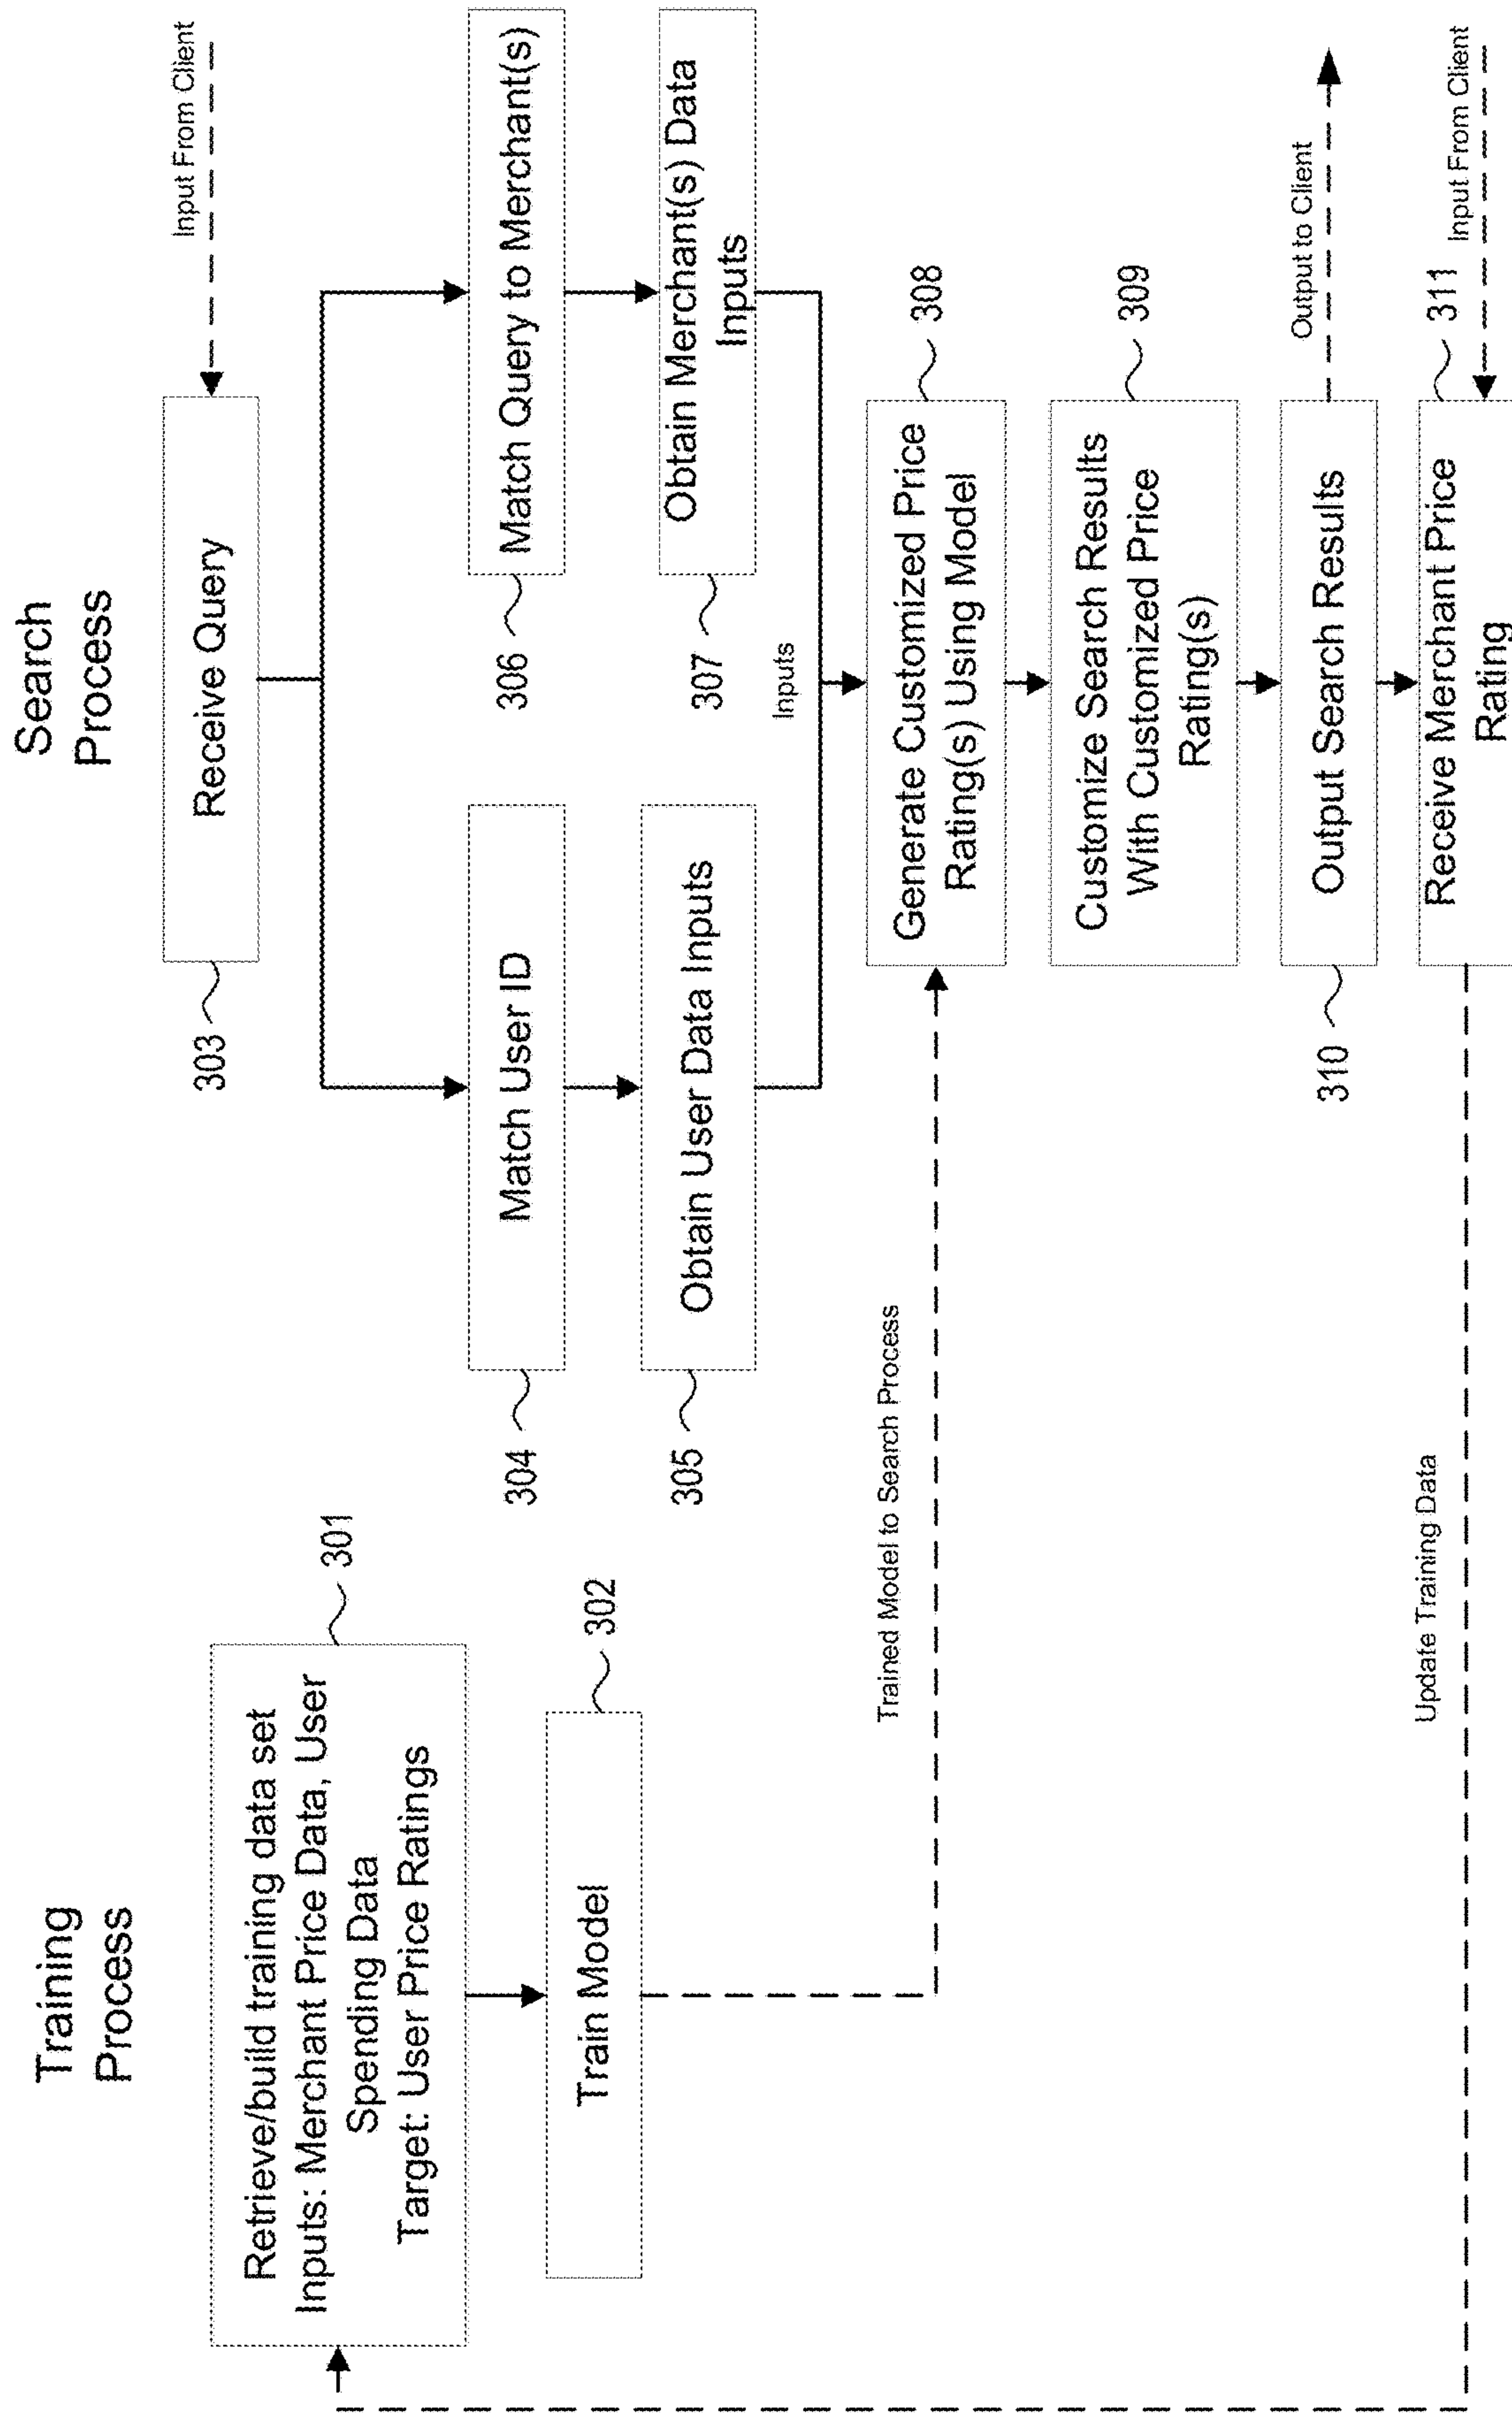 Training
Process
Retrieve/build training data set
Inputs: Merchant Price Data, User
Spending Data
Target: User Price Ratings
301
Train Model
302
Trained Model to Search Process
Update Training Data
Search
Process
Input From Client
Receive Query
303
Match User ID
304
Match Query to Merchant(s)
306
Obtain User Data Inputs
305
Obtain Merchant(s) Data
Inputs
307
Inputs
Generate Customized Price
Rating(s) Using Model
308
Customize Search Results
With Customized Price
Rating(s)
309
Output Search Results
310
Output to Client
Receive Merchant Price
Rating
311
Input From Client